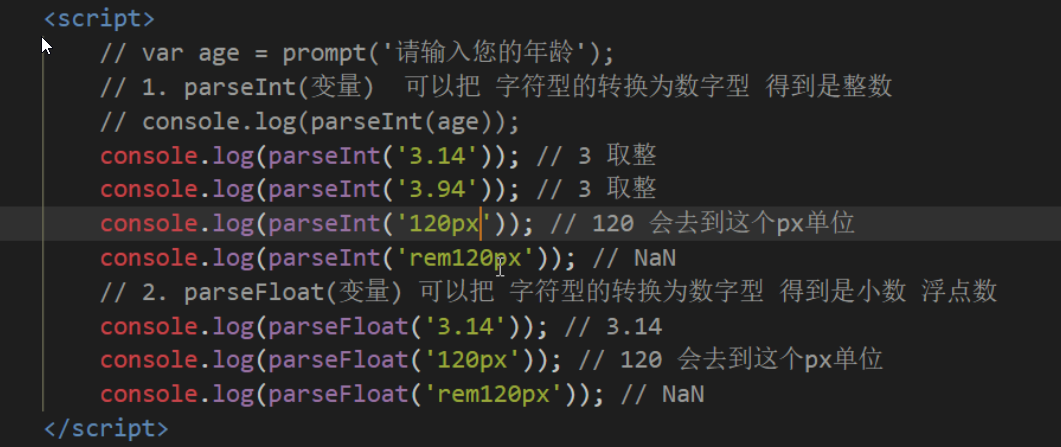 <script>
// var age = prompt('请输入您的年龄');
// 1. parseInt(变量)  可以把 字符型的转换为数字型 得到是整数
// console.log(parseInt(age));
console.log(parseInt('3.14')); // 3 取整
console.log(parseInt('3.94')); // 3 取整
console.log(parseInt('120px')); // 120 会去到这个px单位
console.log(parseInt('rem120px')); // NaN
// 2. parseFloat(变量) 可以把 字符型的转换为数字型 得到是小数 浮点数
console.log(parseFloat('3.14')); // 3.14
console.log(parseFloat('120px')); // 120 会去到这个px单位
console.log(parseFloat('rem120px')); // NaN
</script>